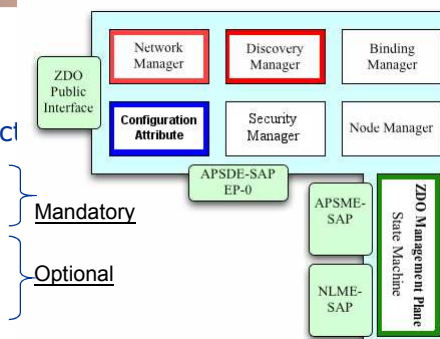 Network
Manager
Discovery
Manager
Binding
Manager
ZDO
Public
Interface
Configuration
Attribute
Security
Manager
Node Manager
ct
APSDE-SAP
EP-0
Mandatory
APSME-
SAP
ZDO Management Plane
State Machine
Optional
NLME-
SAP